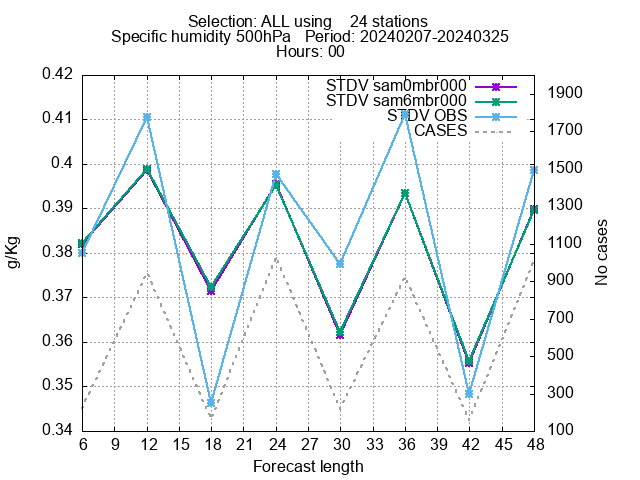 Selection: ALL using    24 stations
Specific humidity 500hPa   Period: 20240207-20240325
Hours: 00
STDV sam0mbr000
STDV sam6mbr000
STDV OBS
CASES
0.42
0.41
0.4
0.39
0.38
0.37
0.36
0.35
0.34
g/Kg
1900
1700
1500
1300
1100
900
700
500
300
100
No cases
6 9 12 15 18 21 24 27 30 33 36 39 42 45 48
Forecast length